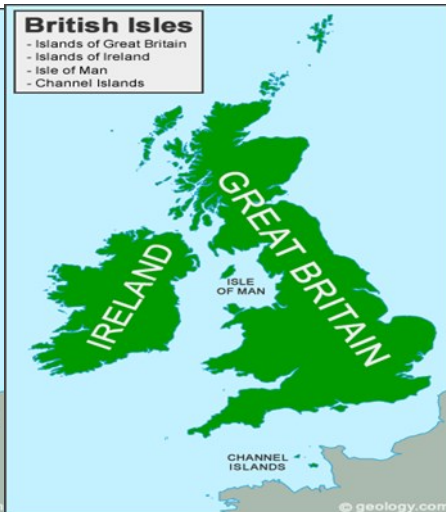 British Isles
- Islands of Great Britain
- Islands of Ireland
- Isle of Man
- Channel Islands
GREAT BRITAIN
IRELAND
ISLE
OF MAN
CHANNEL
ISLANDS
© geology.com